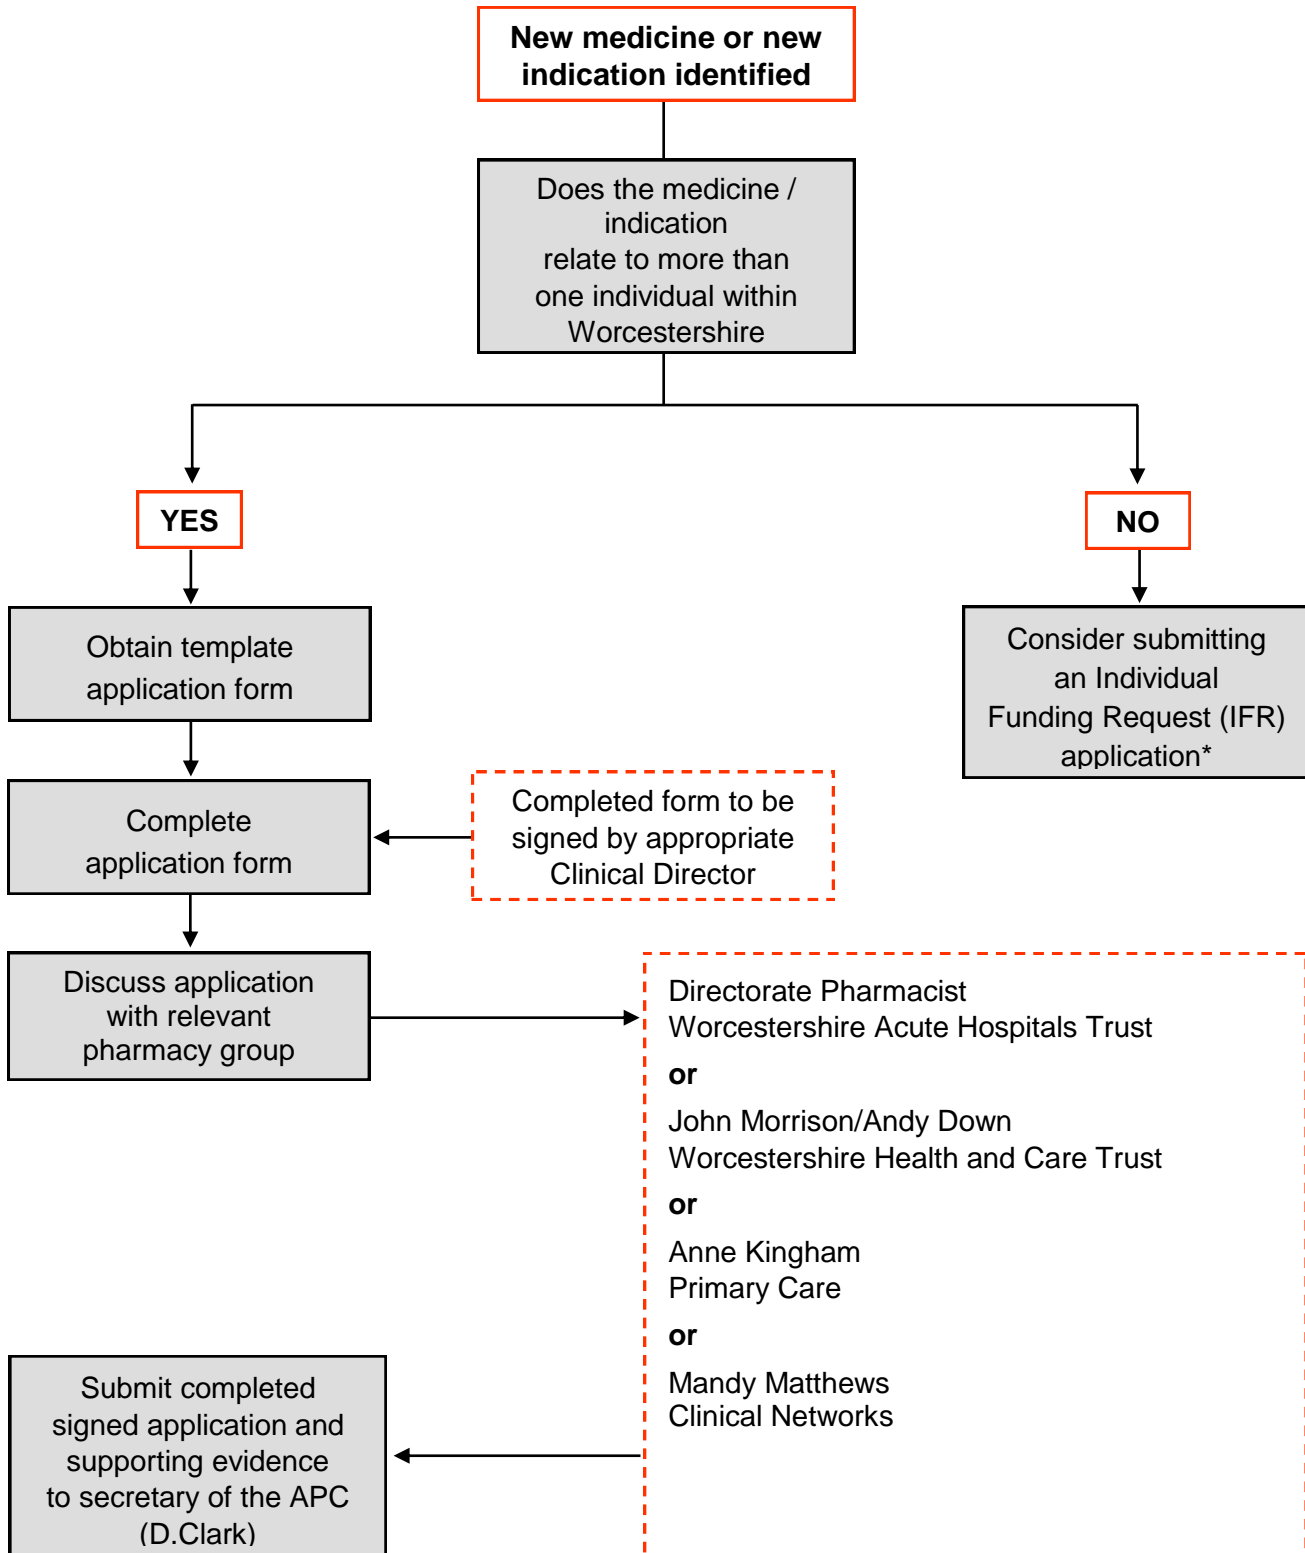 New medicine or new
indication identified
Does the medicine /
indication
relate to more than
one individual within
Worcestershire
YES
NO
Obtain template
application form
Consider submitting
an Individual
Funding Request (IFR)
application*
Complete
application form
Completed form to be
signed by appropriate
Clinical Director
Discuss application
with relevant
pharmacy group
Directorate Pharmacist
Worcestershire Acute Hospitals Trust
or
John Morrison/Andy Down
Worcestershire Health and Care Trust
or
Anne Kingham
Primary Care
or
Mandy Matthews
Clinical Networks
Submit completed
signed application and
supporting evidence
to secretary of the APC
(D.Clark)